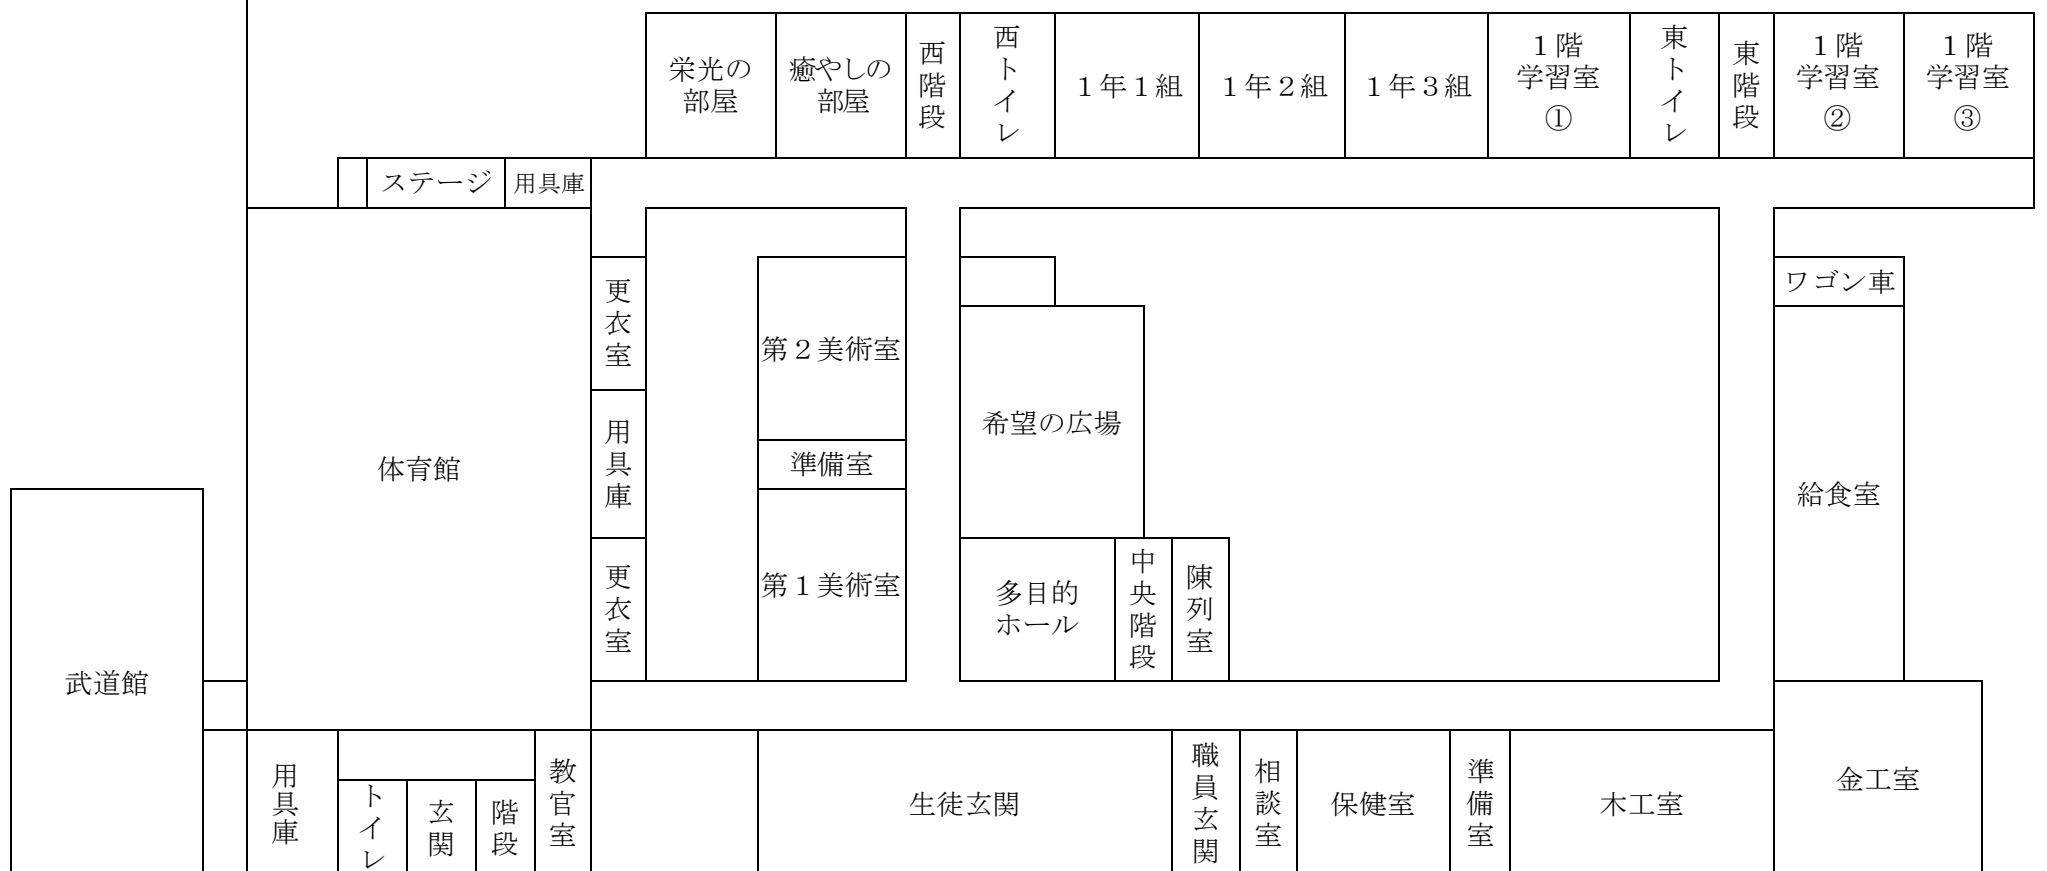 栄光の
部屋
癒やしの
部屋
西階段
西トイレ
１年１組
１年２組
１年３組
１階
学習室
①
東トイレ
東階段
１階
学習室
②
１階
学習室
③
ステージ
用具庫
体育館
更衣室
用具庫
更衣室
第２美術室
準備室
第１美術室
希望の広場
多目的
ホール
中央階段
陳列室
ワゴン車
給食室
武道館
用具庫
トイレ
玄関
階段
教官室
生徒玄関
職員玄関
相談室
保健室
準備室
木工室
金工室